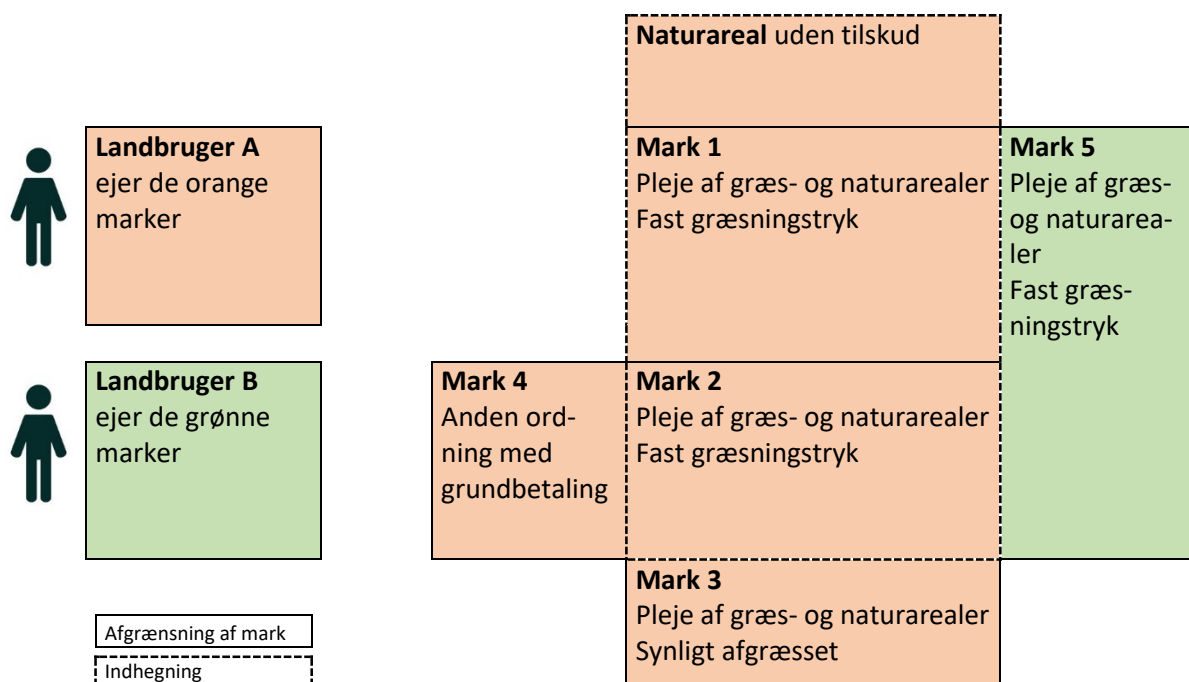 Naturareal uden tilskud
Landbruger A
ejer de orange
marker
Mark 1
Pleje af græs- og naturarealer
Fast græsningstryk
Mark 5
Pleje af græs-
og naturarea-
ler
Fast græs-
ningstryk
Landbruger B
ejer de grønne
marker
Mark 4
Anden ord-
ning med
grundbetaling
Mark 2
Pleje af græs- og naturarealer
Fast græsningstryk
Mark 3
Pleje af græs- og naturarealer
Synligt afgræsset
Afgrænsning af mark
Indhegning